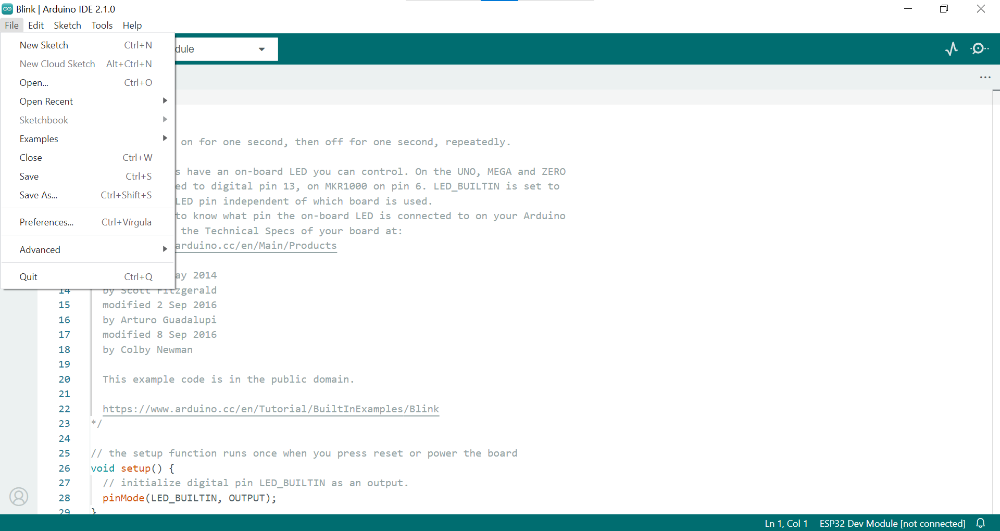 Blink | Arduino IDE 2.1.0
File Edit Sketch Tools Help
New Sketch Ctrl+N
New Cloud Sketch Alt+Ctrl+N
Open... Ctrl+O
Open Recent
Sketchbook
Examples
Close Ctrl+W
Save Ctrl+S
Save As... Ctrl+Shift+S
Preferences... Ctrl+Vírgula
Advanced
Quit Ctrl+Q
dule
on for one second, then off for one second, repeatedly.
s have an on-board LED you can control. On the UNO, MEGA and ZERO
ed to digital pin 13, on MKR1000 on pin 6. LED_BUILTIN is set to
LED pin independent of which board is used.
to know what pin the on-board LED is connected to on your Arduino
the Technical Specs of your board at:
arduino.cc/en/Main/Products
ay 2014
14 by Scott Fitzgerald
15 modified 2 Sep 2016
16 by Arturo Guadalupi
17 modified 8 Sep 2016
18 by Colby Newman
19
20 This example code is in the public domain.
21
22 https://www.arduino.cc/en/Tutorial/BuiltInExamples/Blink
23 */
24
25 // the setup function runs once when you press reset or power the board
26 void setup() {
27 // initialize digital pin LED_BUILTIN as an output.
28 pinMode(LED_BUILTIN, OUTPUT);
29 }
Ln 1, Col 1 ESP32 Dev Module [not connected]